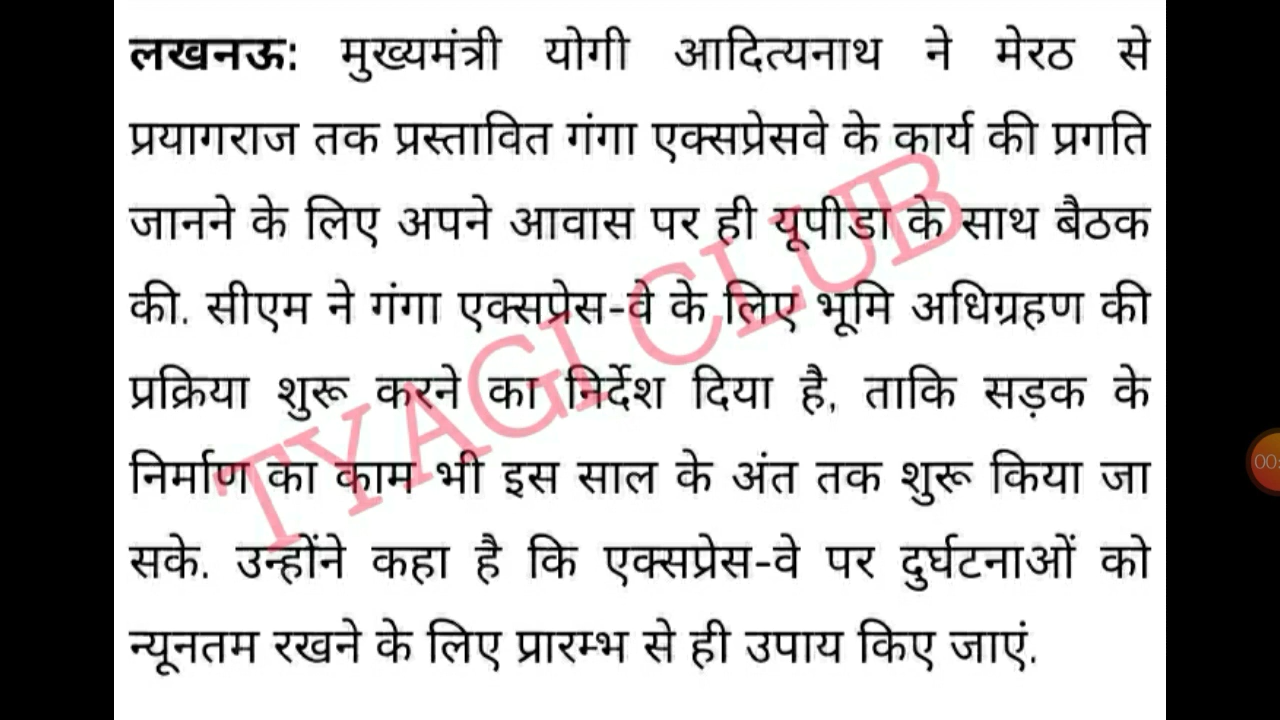 लखनऊ: मुख्यमंत्री योगी आदित्यनाथ ने मेरठ से
प्रयागराज तक प्रस्तावित गंगा एक्सप्रेसवे के कार्य की प्रगति
जानने के लिए अपने आवास पर ही यूपीडा के साथ बैठक
की. सीएम ने गंगा एक्सप्रेस-वे के लिए भूमि अधिग्रहण की
प्रक्रिया शुरू करने का निर्देश दिया है, ताकि सड़क के
निर्माण का काम भी इस साल के अंत तक शुरू किया जा
सके. उन्होंने कहा है कि एक्सप्रेस-वे पर दुर्घटनाओं को
न्यूनतम रखने के लिए प्रारम्भ से ही उपाय किए जाएं.
TYAGI CLUB